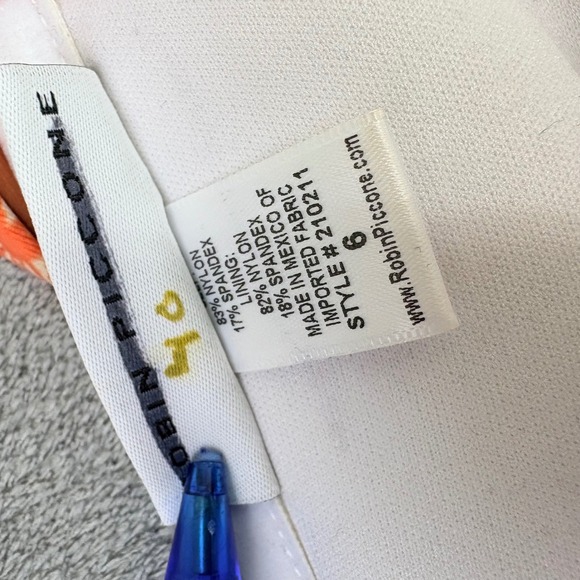 ROBIN PICCONE
40
83% NYLON
17% SPANDEX
LINING:
82% NYLON
18% SPANDEX
MADE IN MEXICO OF
IMPORTED FABRIC
STYLE # 210211
6
www.RobinPiccone.com